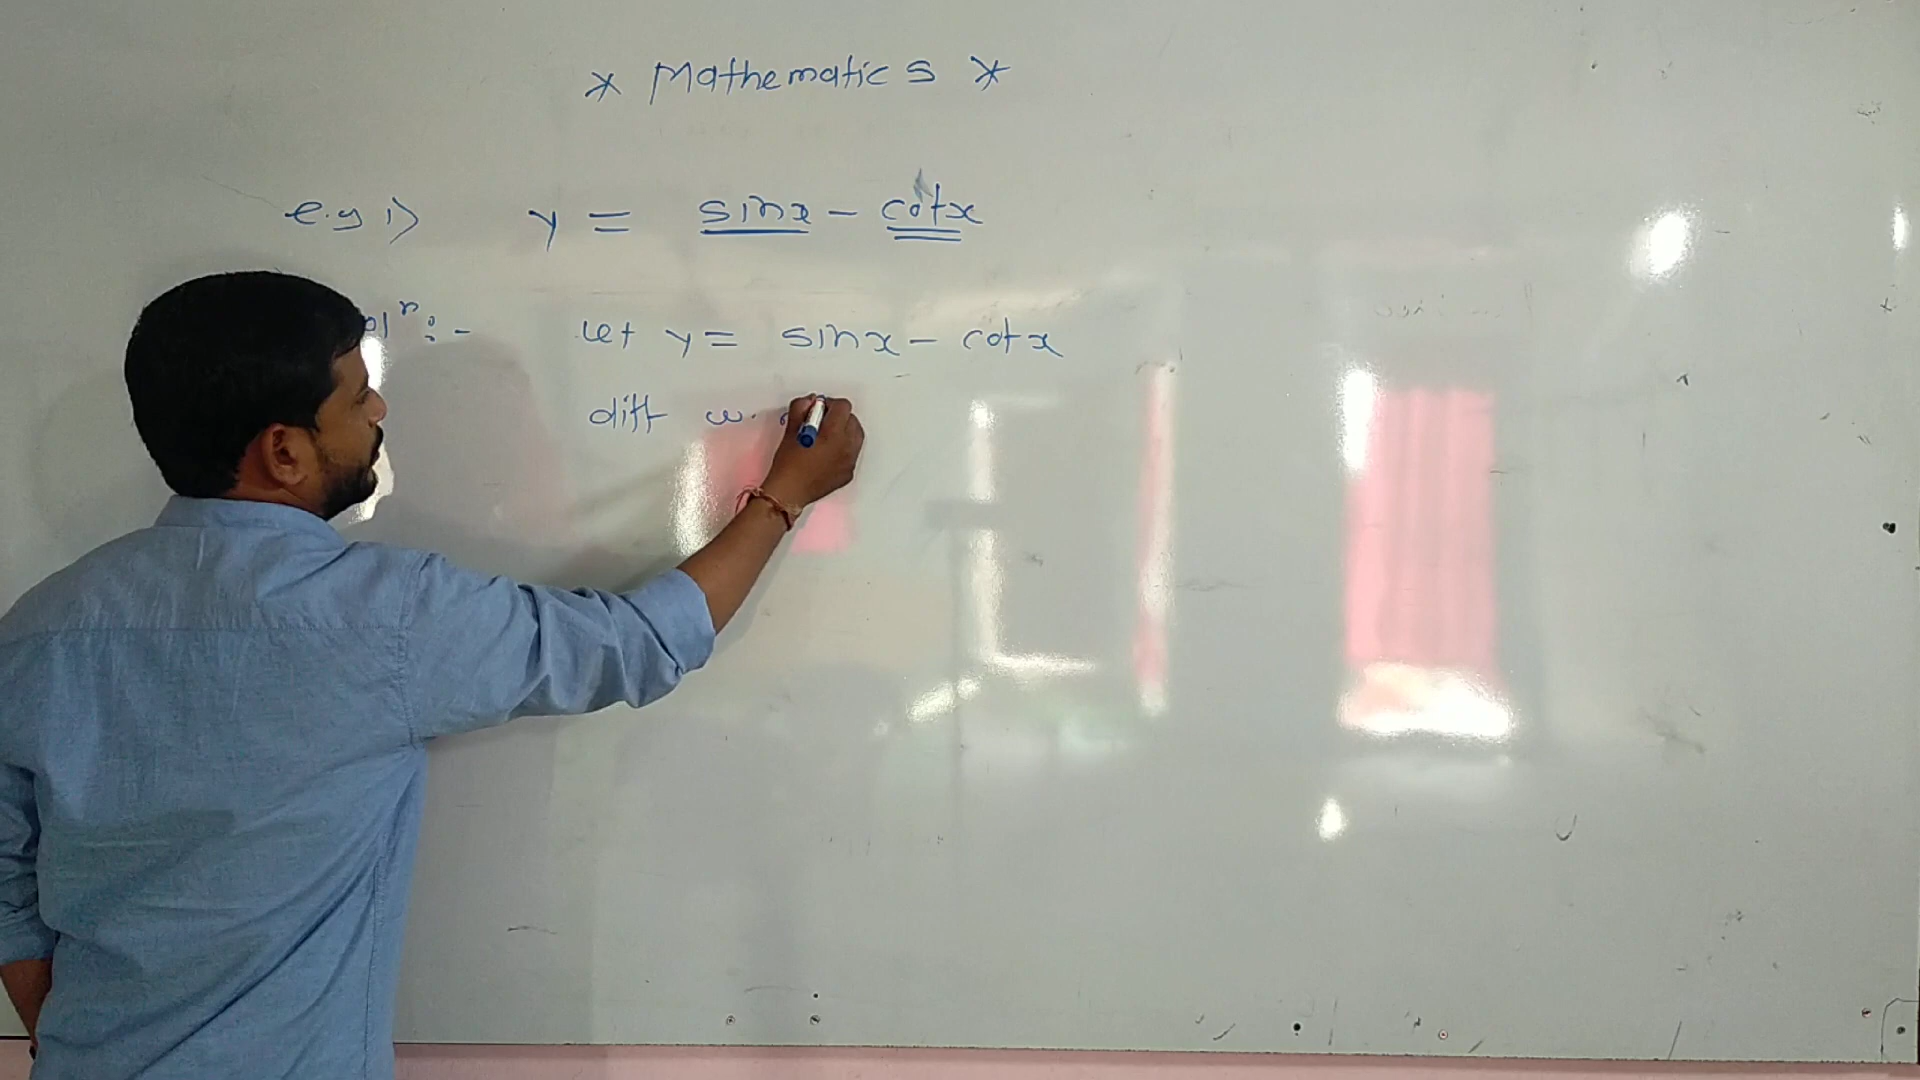 * Mathematics *
e.g 1) y = sinx - cotx
soln:- Let y = sinx - cotx
diff w.